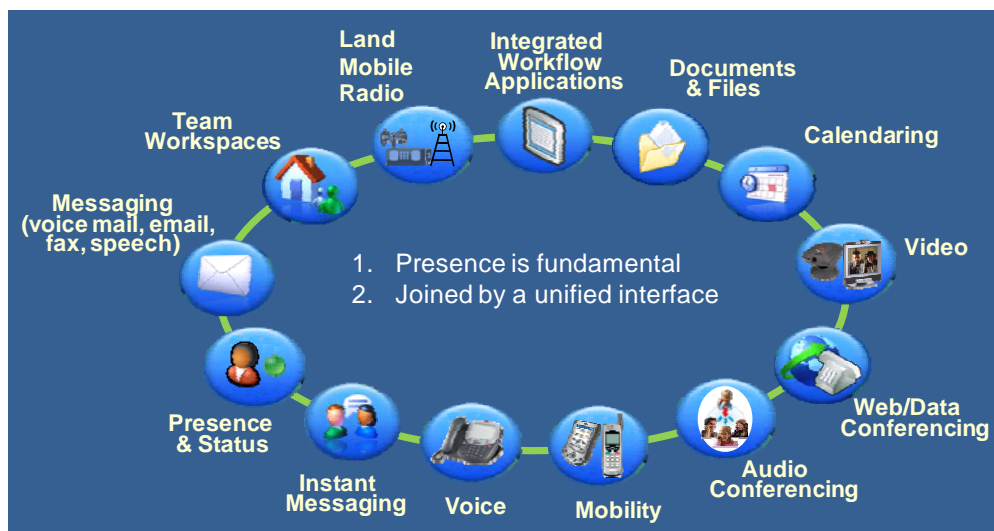 Land
Mobile
Radio
Integrated
Workflow
Applications
Documents
& Files
Team
Workspaces
Calendaring
Messaging
(voice mail, email,
fax, speech)
Video
1. Presence is fundamental
2. Joined by a unified interface
Presence
& Status
Web/Data
Conferencing
Instant
Messaging
Voice
Mobility
Audio
Conferencing